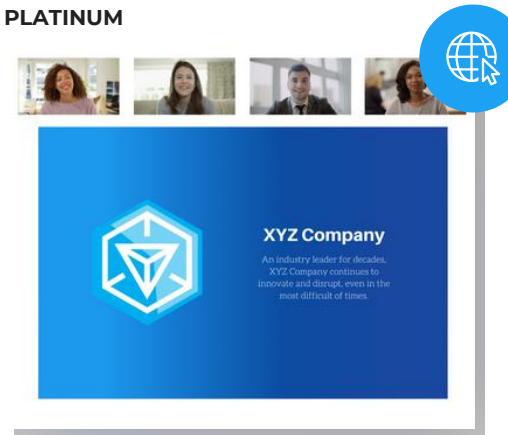 PLATINUM
XYZ Company
An industry leader for decades,
XYZ Company continues to
innovate and disrupt, even in the
most difficult of times.